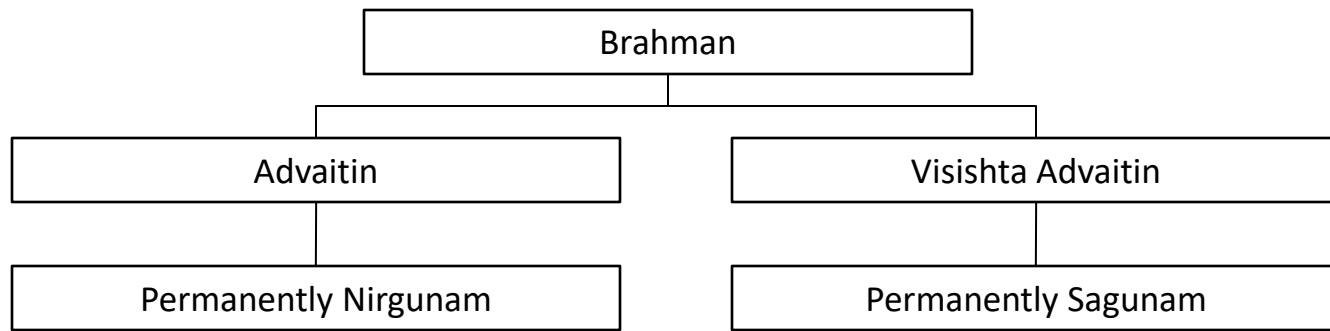 Brahman
Advaitin
Visishta Advaitin
Permanently Nirgunam
Permanently Sagunam